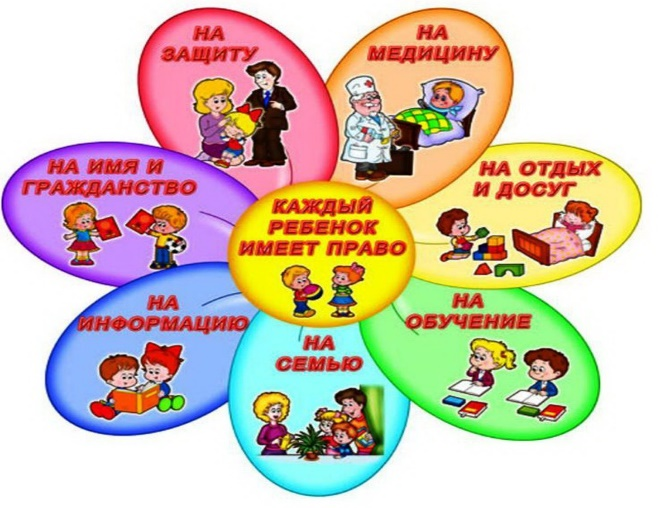 КАЖДЫЙ
РЕБЕНОК
ИМЕЕТ ПРАВО
НА
ЗАЩИТУ
НА
МЕДИЦИНУ
НА ОТДЫХ
И ДОСУГ
НА
ОБУЧЕНИЕ
НА
СЕМЬЮ
НА
ИНФОРМАЦИЮ
НА ИМЯ И
ГРАЖДАНСТВО